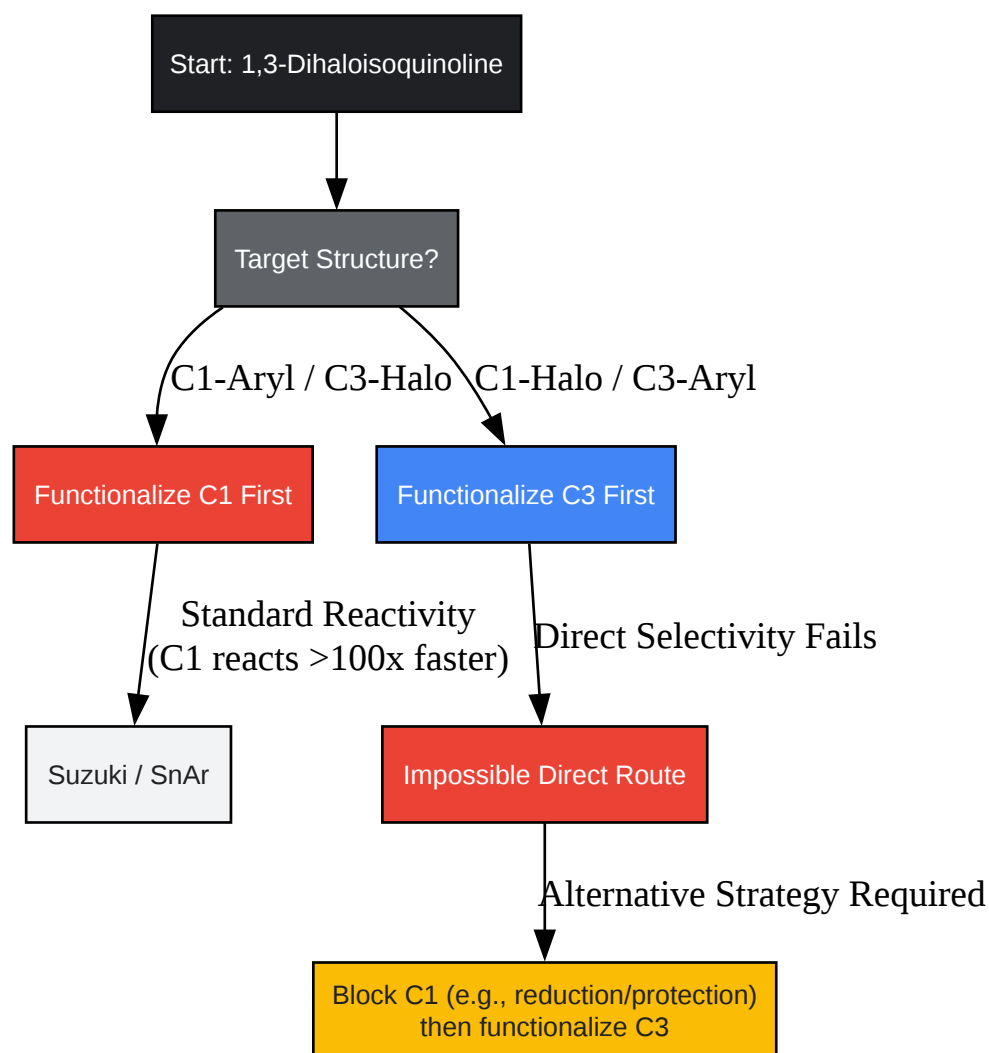 Start: 1,3-Dihaloisoquinoline
Target Structure?
C1-Aryl / C3-Halo
C1-Halo / C3-Aryl
Functionalize C1 First
Functionalize C3 First
Standard Reactivity
(C1 reacts >100x faster)
Direct Selectivity Fails
Suzuki / SnAr
Impossible Direct Route
Alternative Strategy Required
Block C1 (e.g., reduction/protection)
then functionalize C3